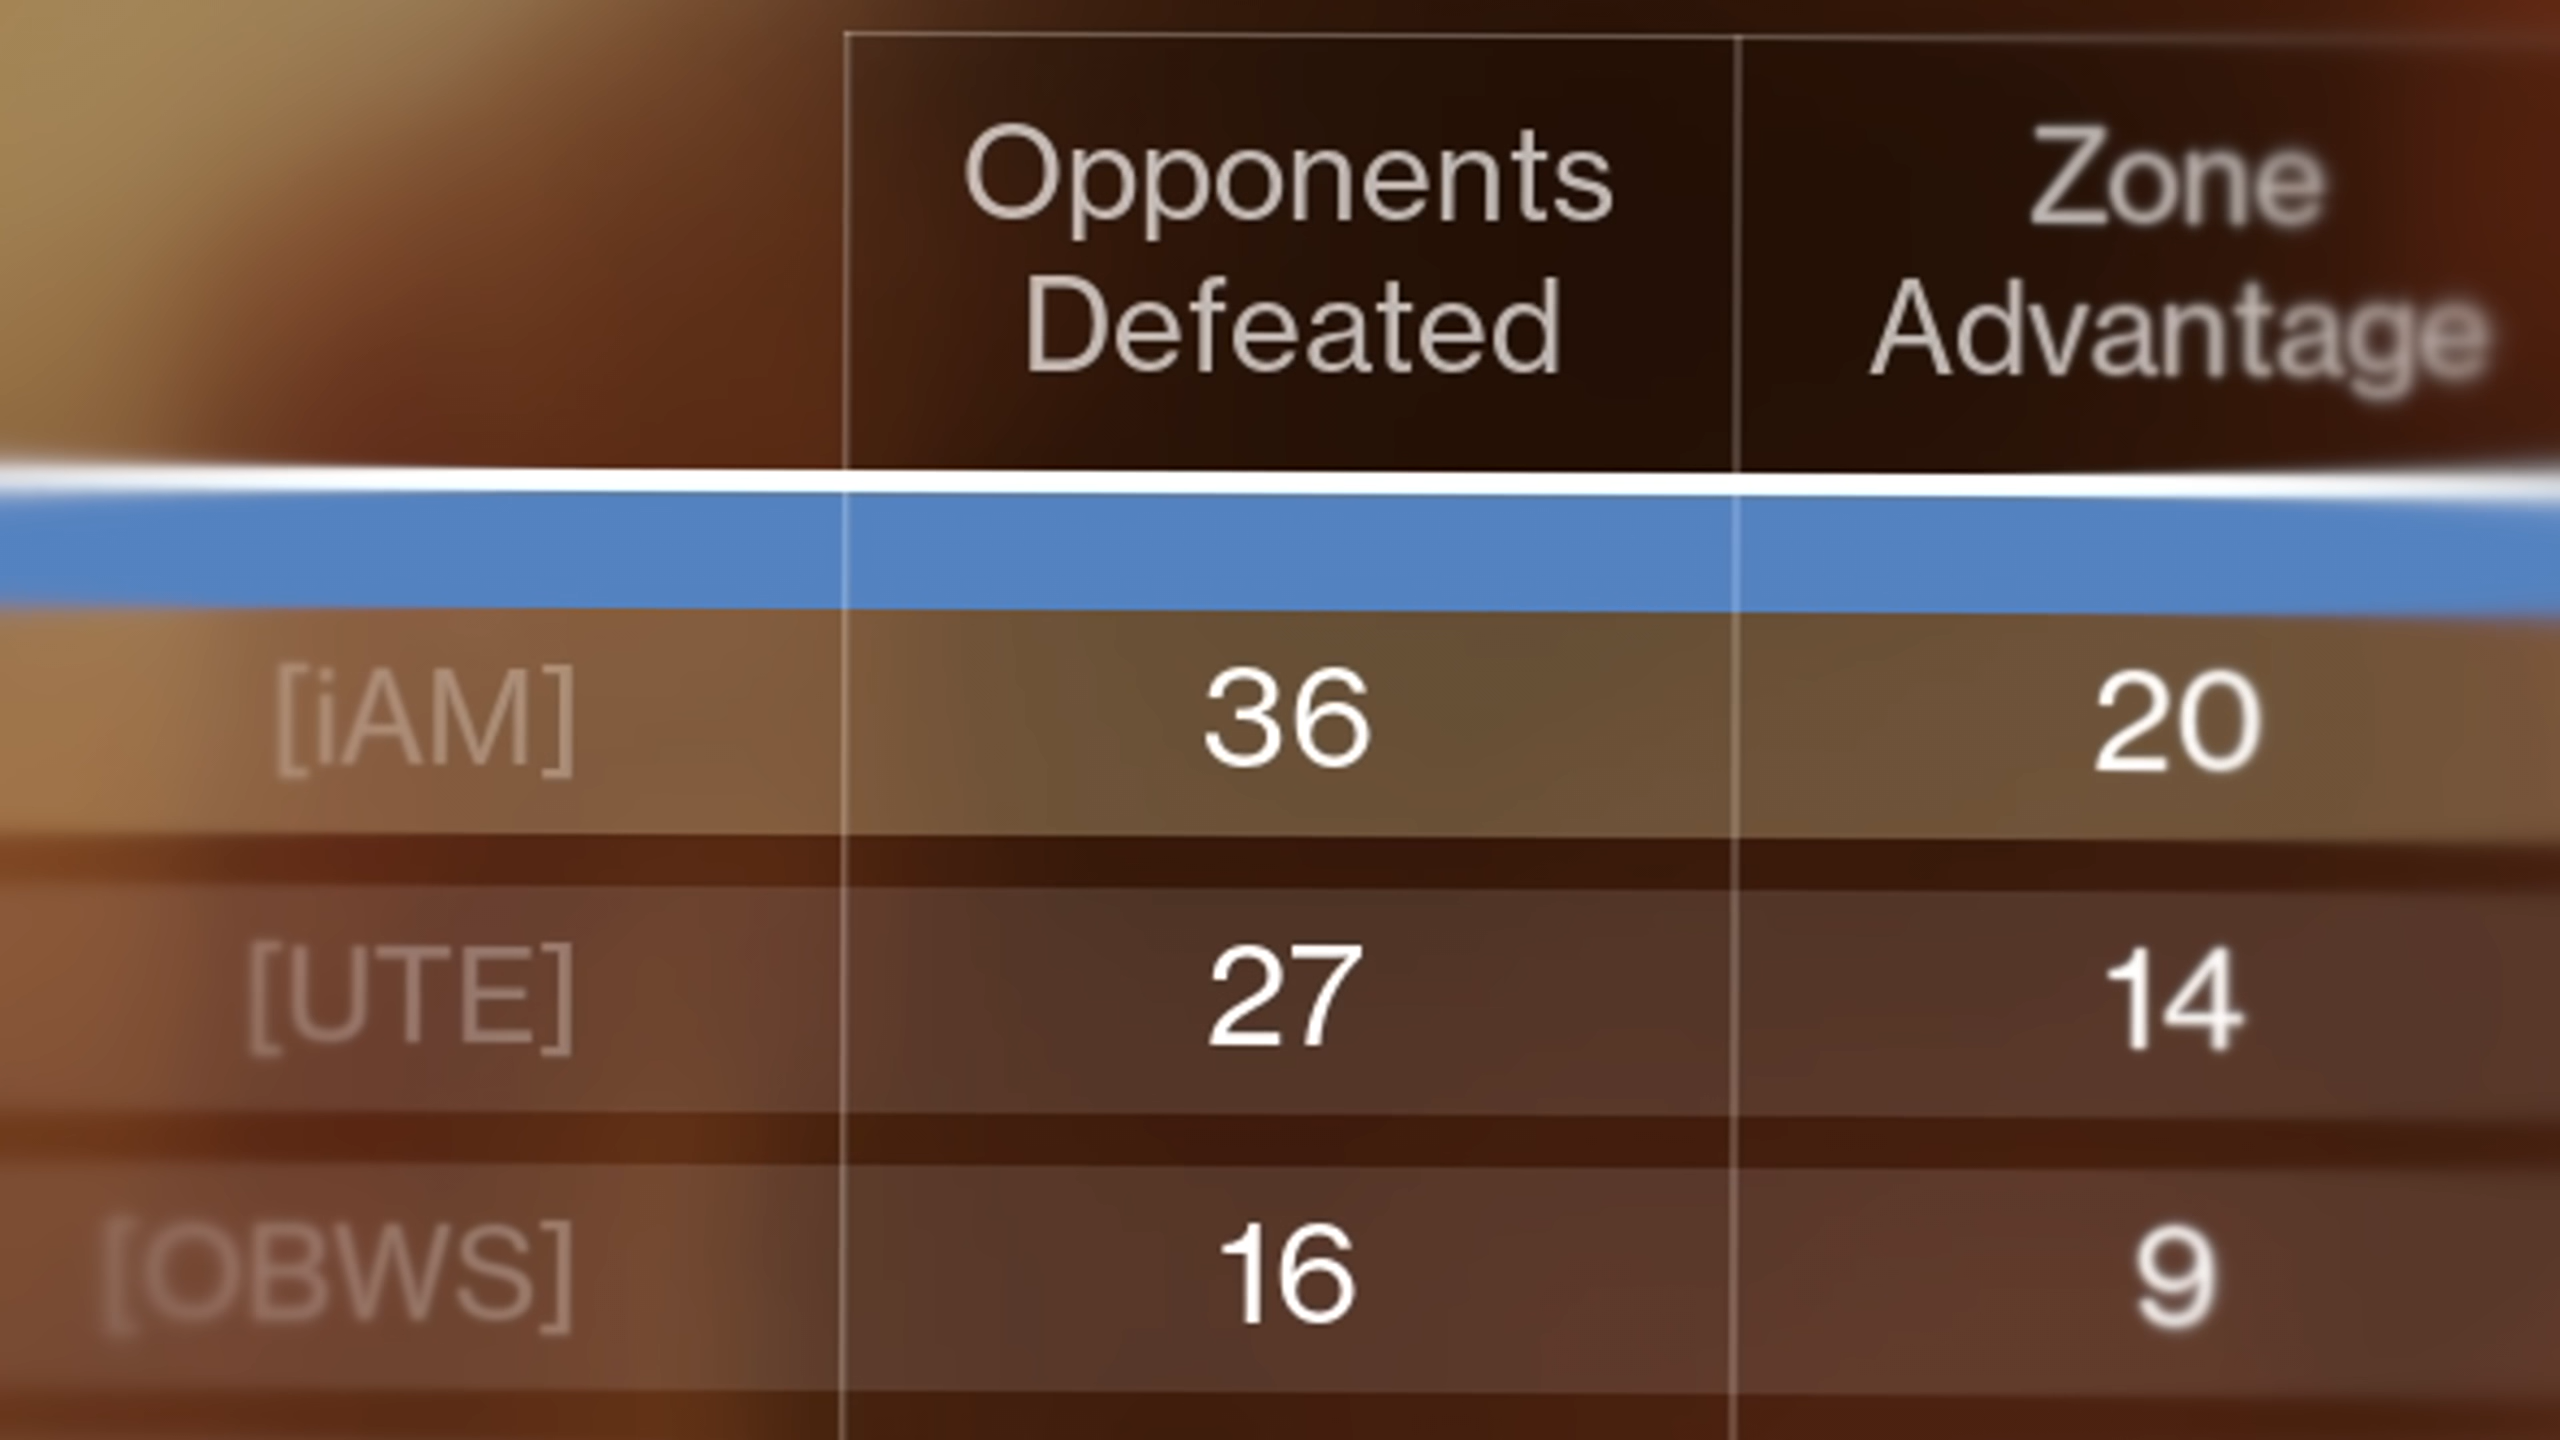 Opponents Zone
Defeated Advantage
[iAM] 36 20
[UTE] 27 14
[OBWS] 16 9